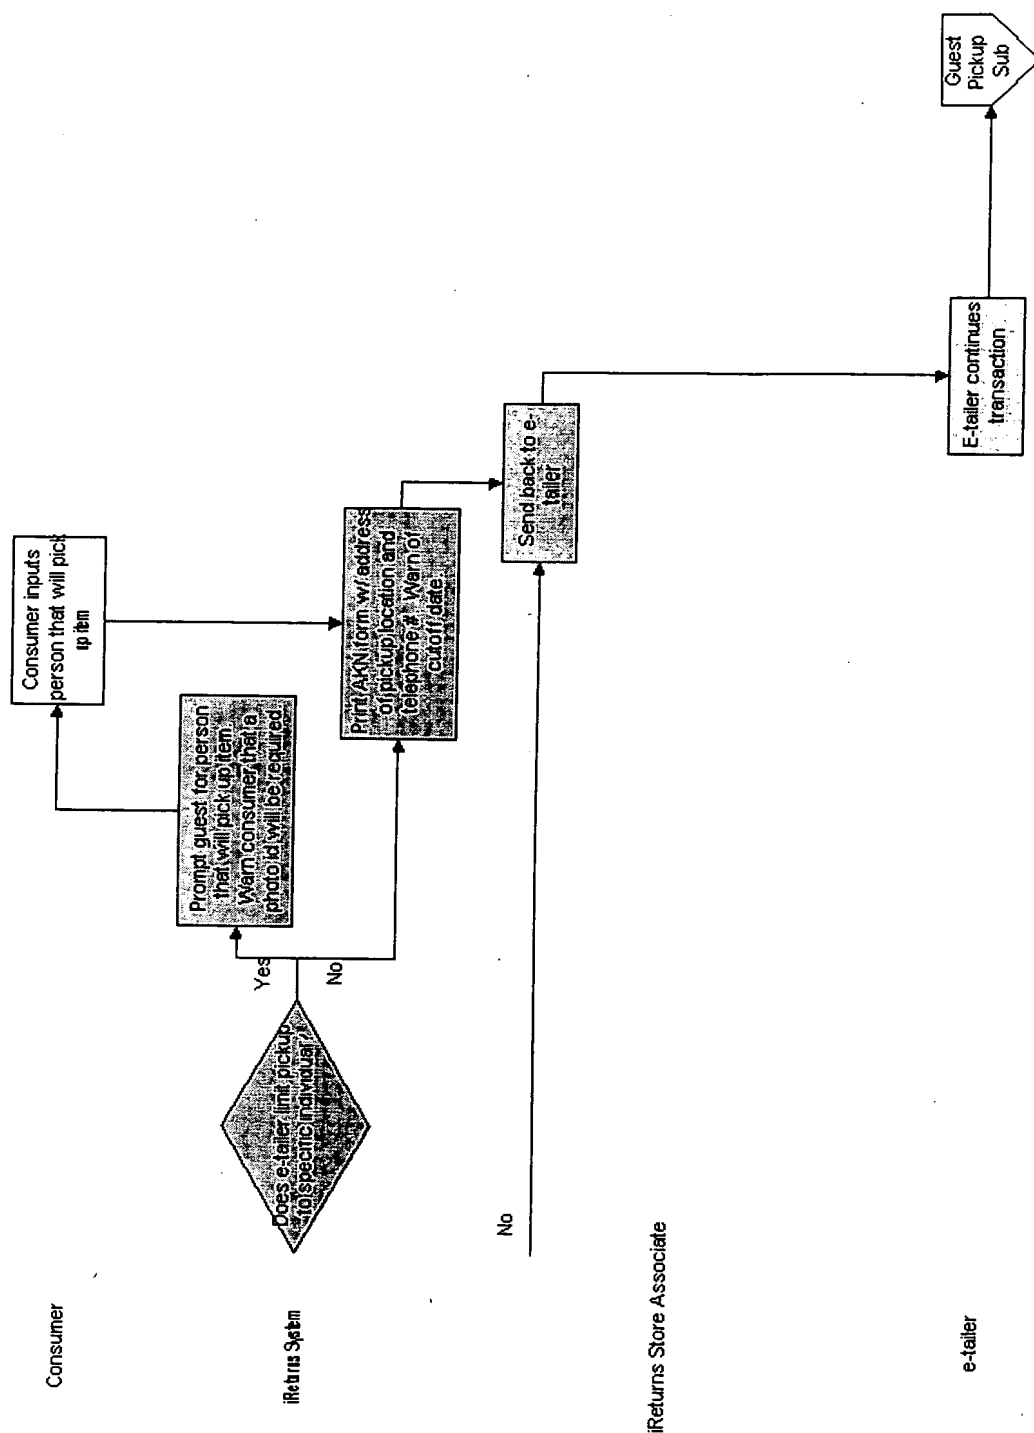 Consumer
Consumer inputs
person that will pick
up item
iReturns System
Does e-tailer limit pickup
to specific individual?
Yes
No
Prompt guest for person
that will pick up item.
Warn consumer that a
photo id will be required.
Print AKN form w/ address
of pickup location and
telephone #. Warn of
cutoff date
No
Send back to e-
tailer
iReturns Store Associate
e-tailer
E-tailer continues
transaction
Guest
Pickup
Sub